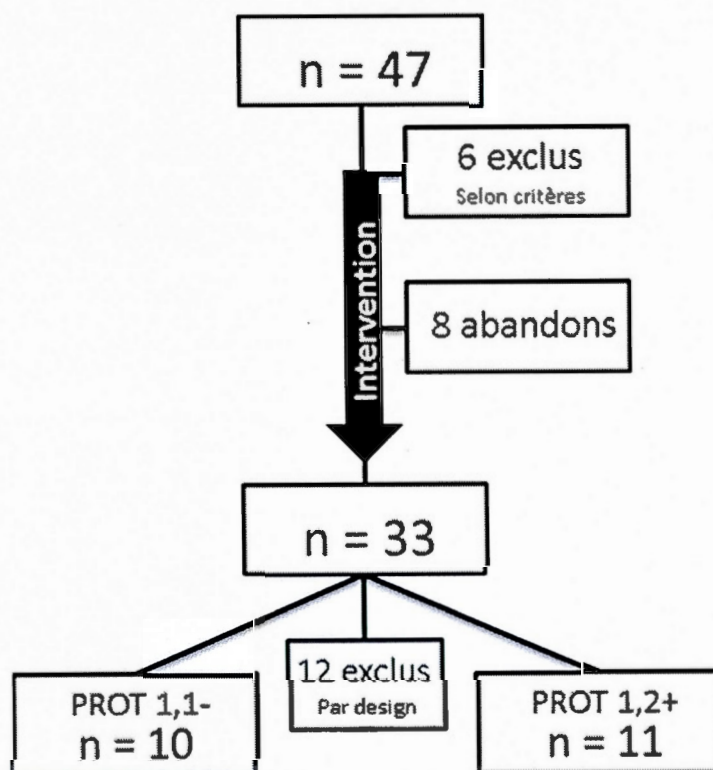 n = 47
6 exclus
Selon critères
Intervention
8 abandons
n = 33
12 exclus
Par design
PROT 1,1-
n = 10
PROT 1,2+
n = 11